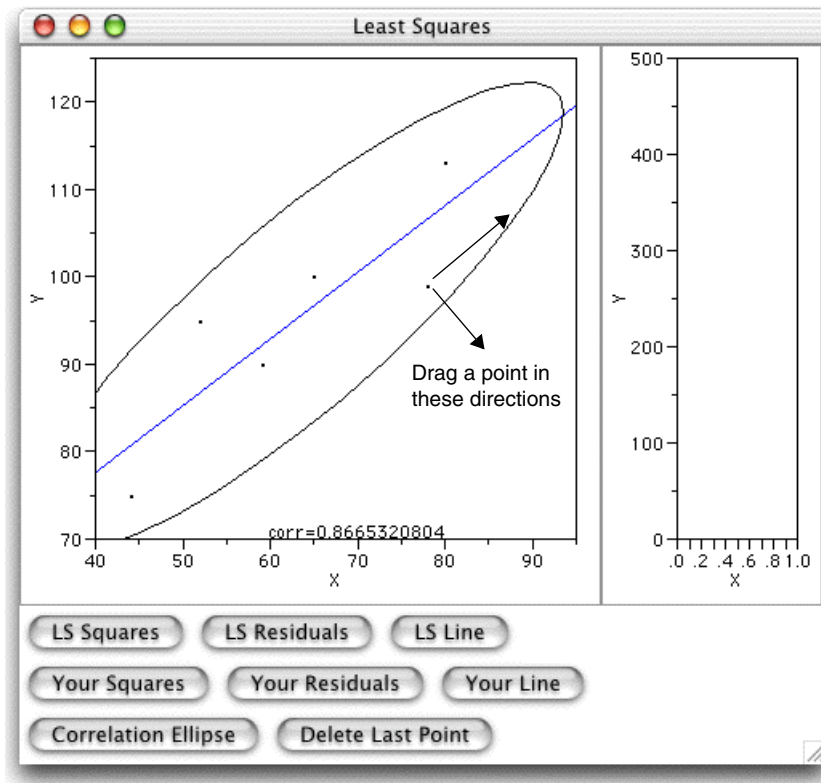 Least Squares
120
110
100
90
80
70
Y
40 50 60 70 80 90
X
corr=0.8665320804
Drag a point in
these directions
500
400
300
200
100
0
Y
.0 .2 .4 .6 .8 1.0
X
LS Squares LS Residuals LS Line
Your Squares Your Residuals Your Line
Correlation Ellipse Delete Last Point